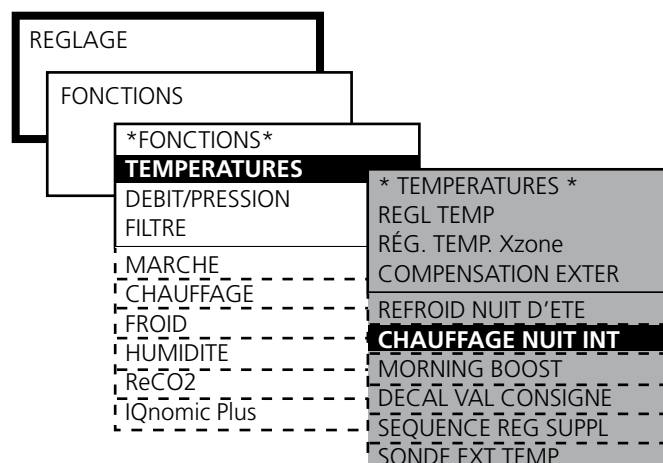 REGLAGE
FONCTIONS
*FONCTIONS*
TEMPERATURES
DEBIT/PRESSION
FILTRE
MARCHE
CHAUFFAGE
FROID
HUMIDITE
ReCO2
IQnomic Plus
* TEMPERATURES *
REGL TEMP
RÉG. TEMP. Xzone
COMPENSATION EXTER
REFROID NUIT D'ETE
CHAUFFAGE NUIT INT
MORNING BOOST
DECAL VAL CONSIGNE
SEQUENCE REG SUPPL
SONDE EXT TEMP